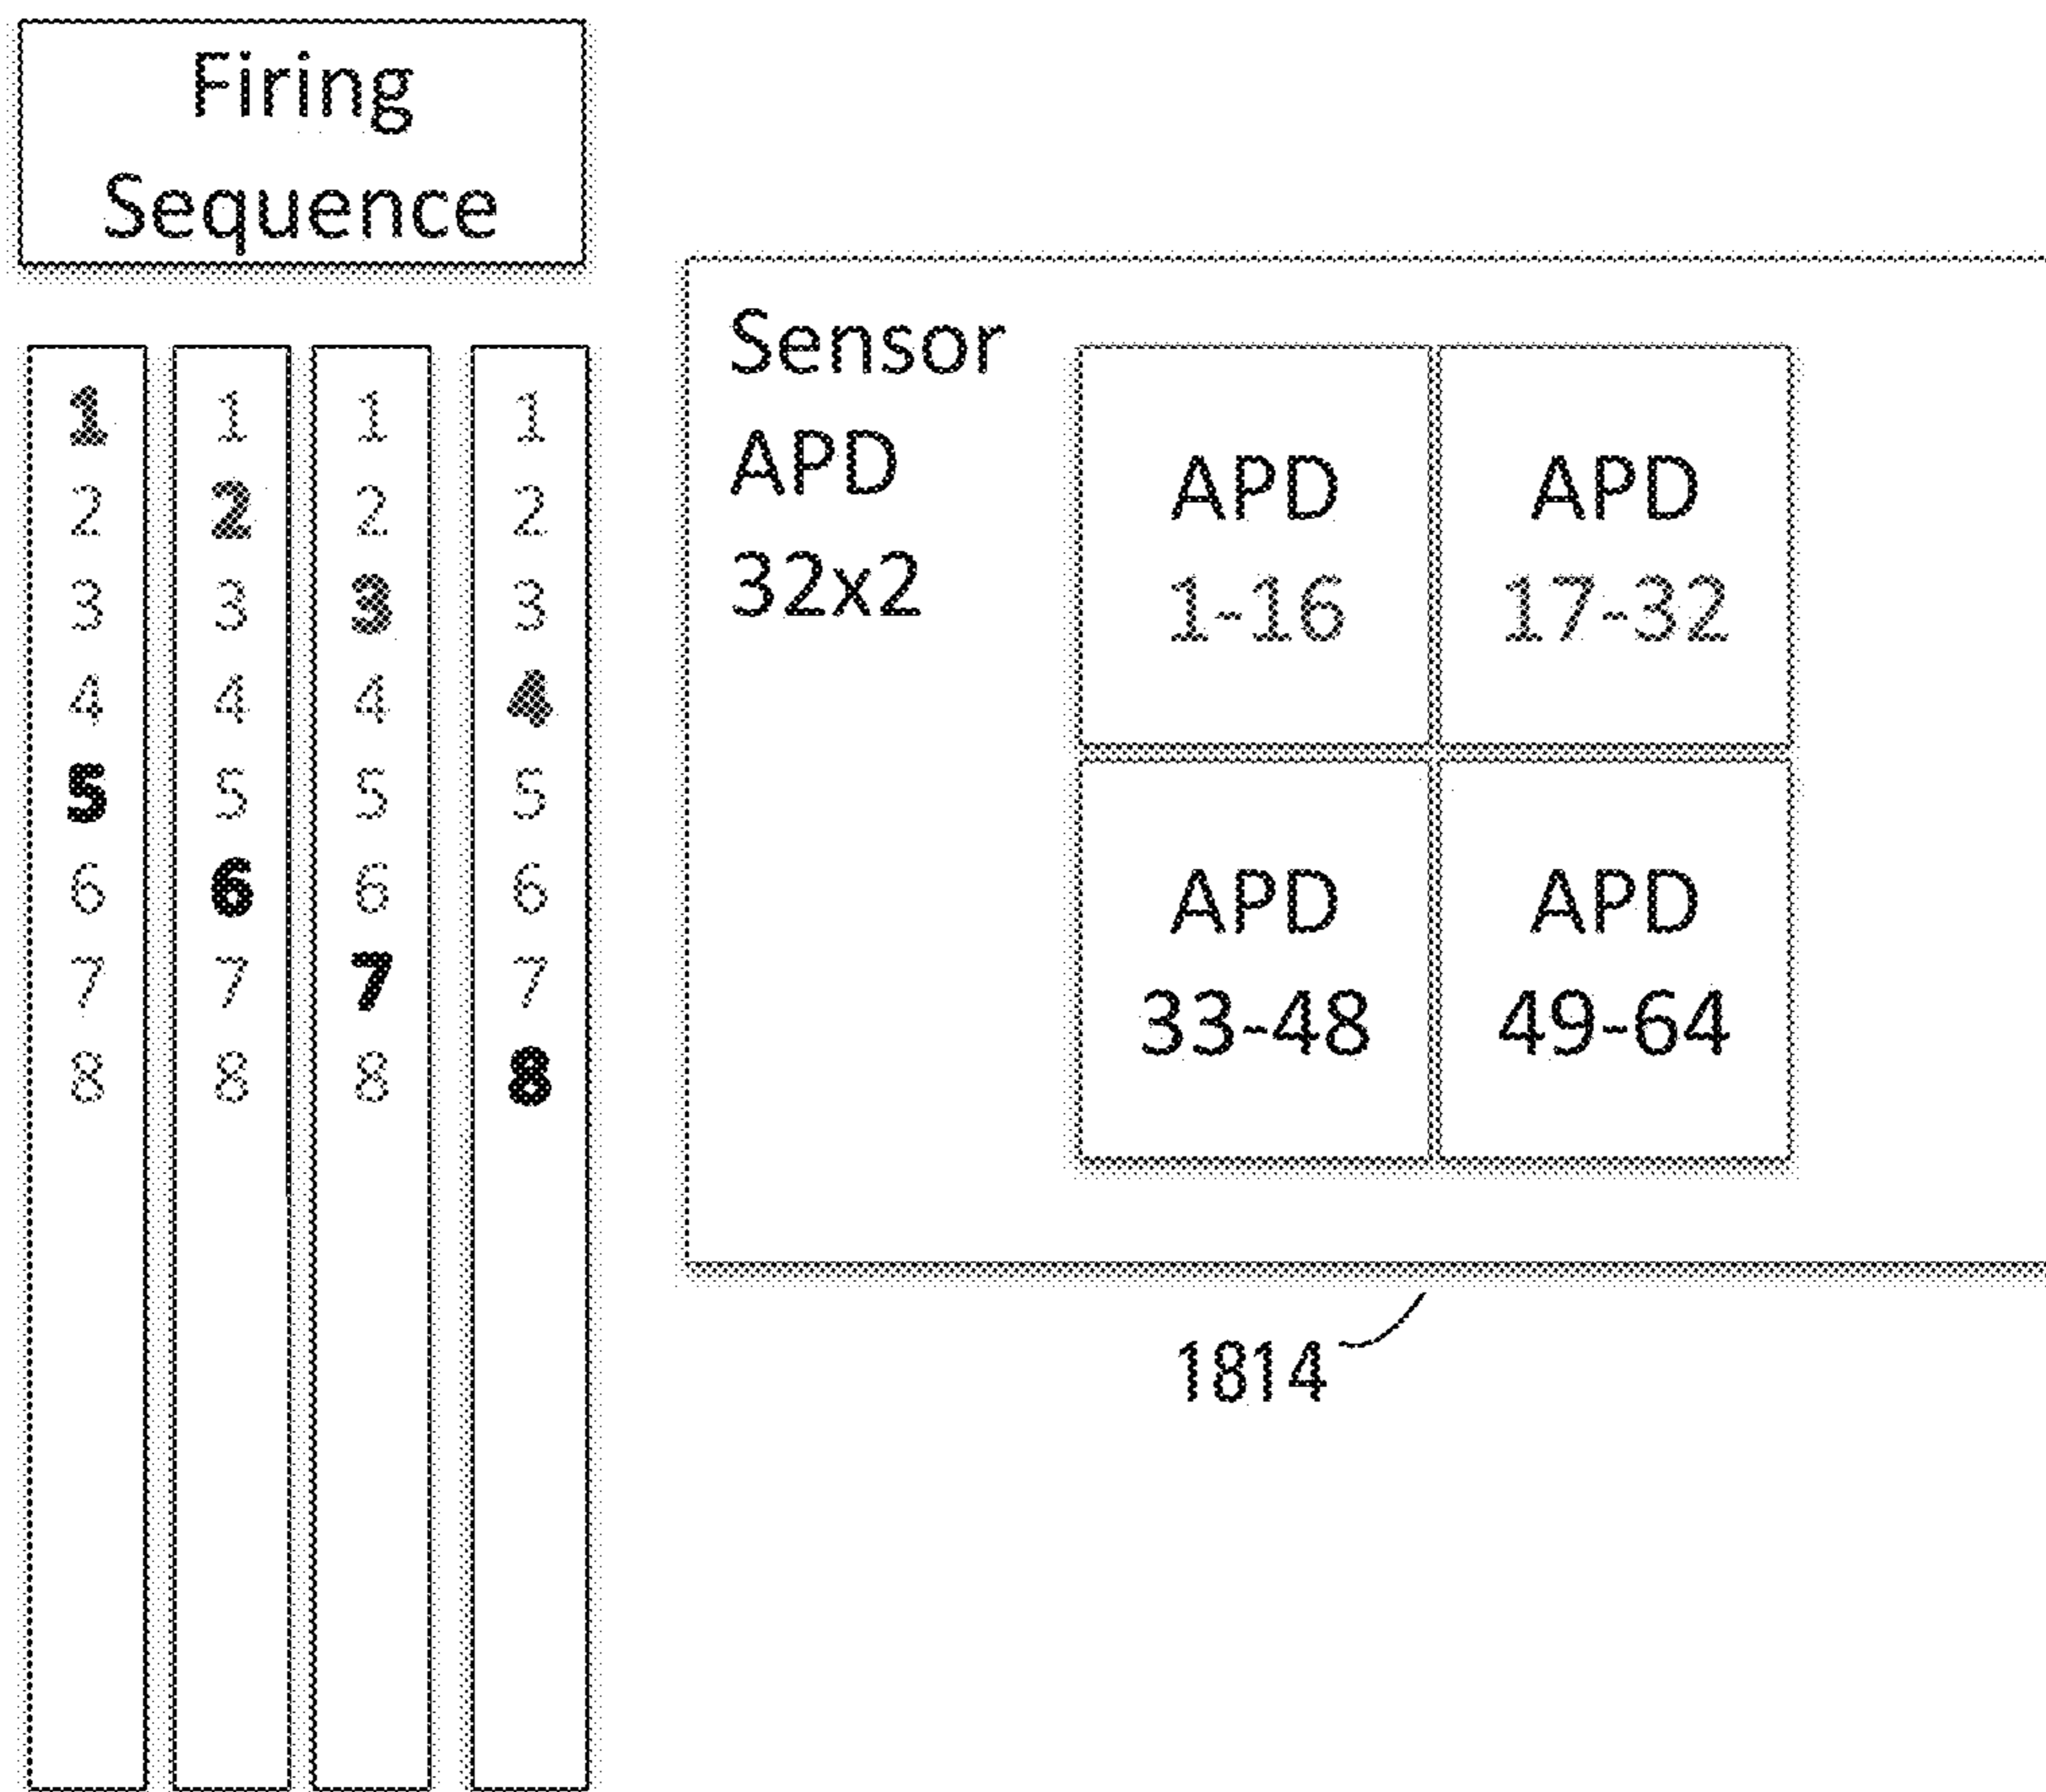 Firing
Sequence
1 1 1 1
2 2 2 2
3 3 3 3
4 4 4 4
5 5 5 5
6 6 6 6
7 7 7 7
8 8 8 8
Sensor
APD
32x2
APD
1-16
APD
17-32
APD
33-48
APD
49-64
1814